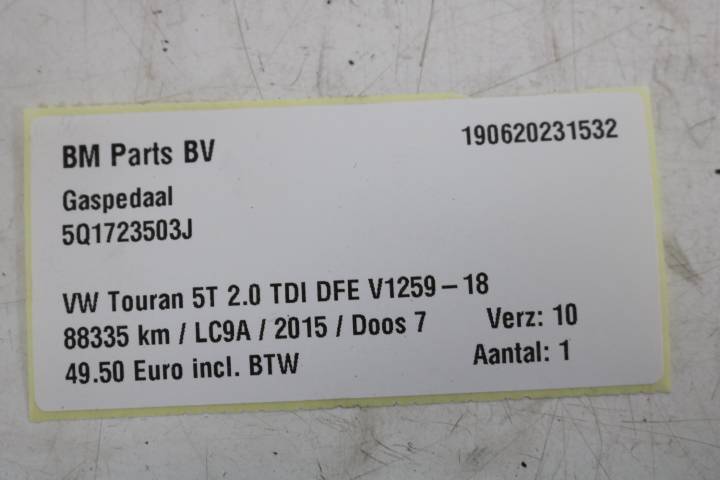 BM Parts BV 190620231532
Gaspedaal
5Q1723503J
VW Touran 5T 2.0 TDI DFE V1259 – 18
88335 km / LC9A / 2015 / Doos 7 Verz: 10
49.50 Euro incl. BTW Aantal: 1